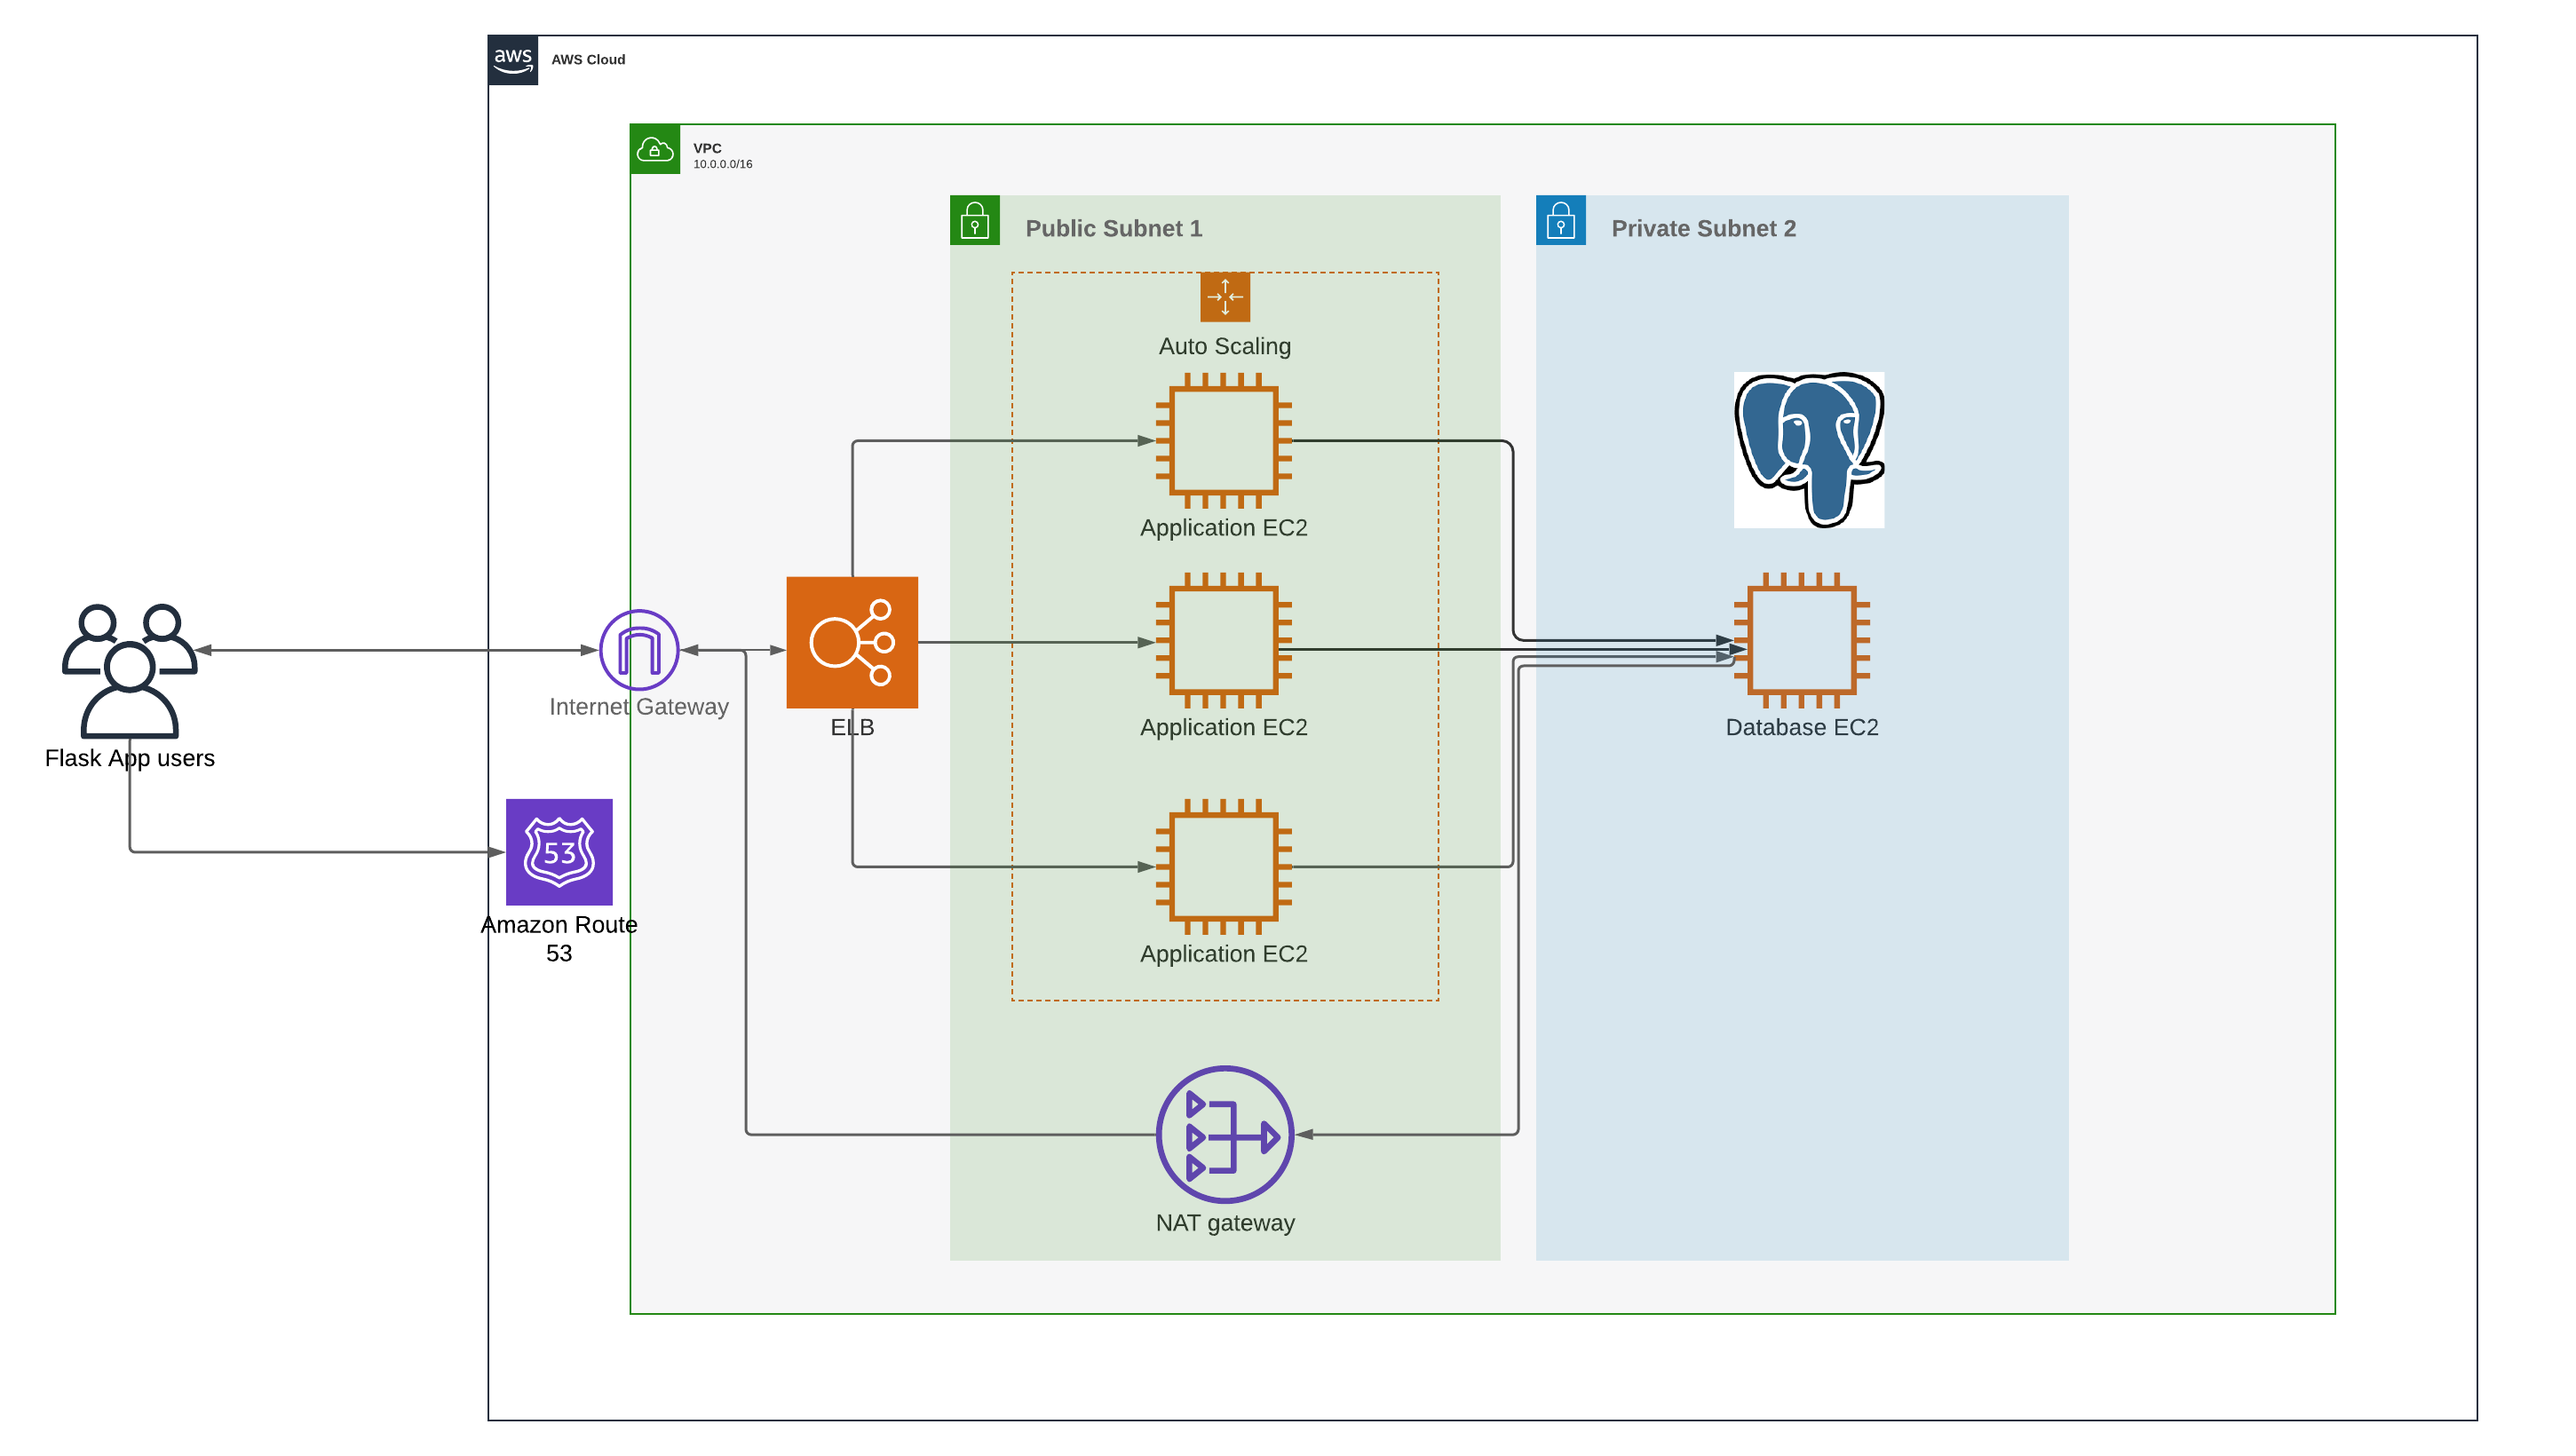 aws
AWS Cloud
VPC
10.0.0.0/16
Public Subnet 1
Private Subnet 2
Auto Scaling
Application EC2
Internet Gateway
ELB
Application EC2
Database EC2
Flask App users
53
Amazon Route
53
Application EC2
NAT gateway